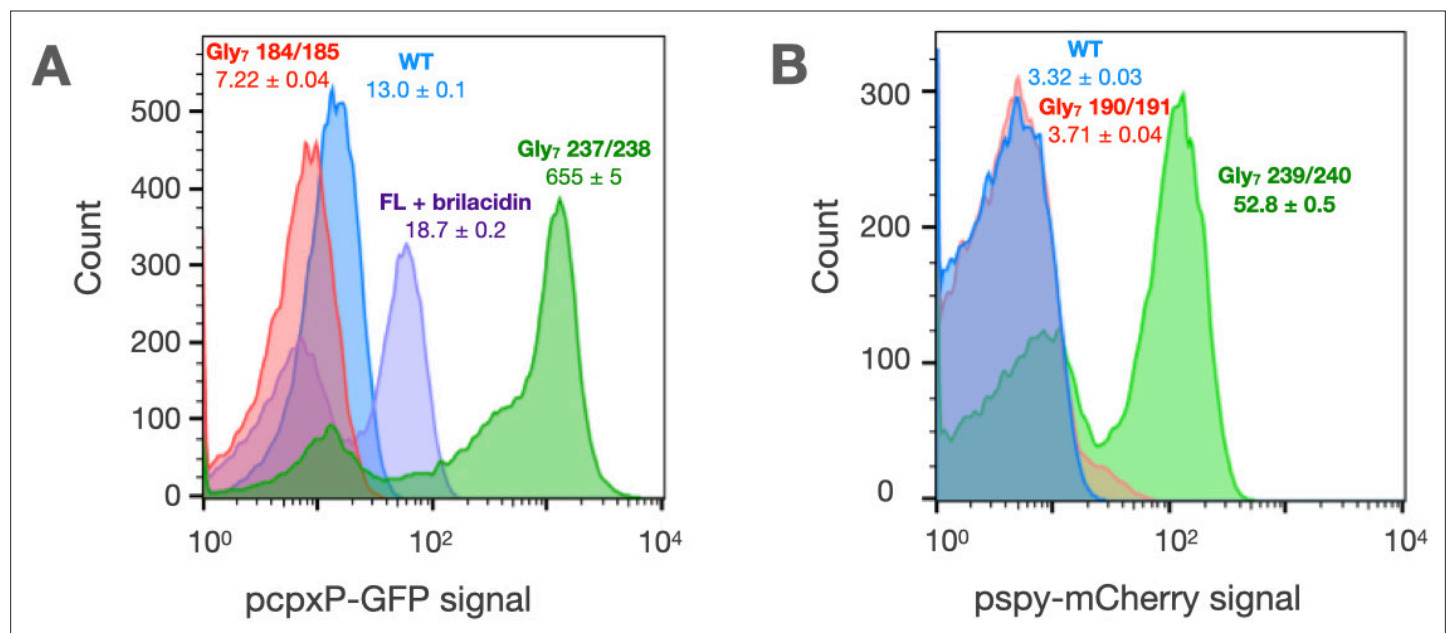 A
Gly₇ 184/185
7.22 ± 0.04
WT
13.0 ± 0.1
Gly₇ 237/238
655 ± 5
FL + brilacidin
18.7 ± 0.2
Count
500
400
300
200
100
0
10⁰
10²
10⁴
pcpxP-GFP signal
B
WT
3.32 ± 0.03
Gly₇ 190/191
3.71 ± 0.04
Gly₇ 239/240
52.8 ± 0.5
Count
300
200
100
0
10⁰
10²
10⁴
pspy-mCherry signal